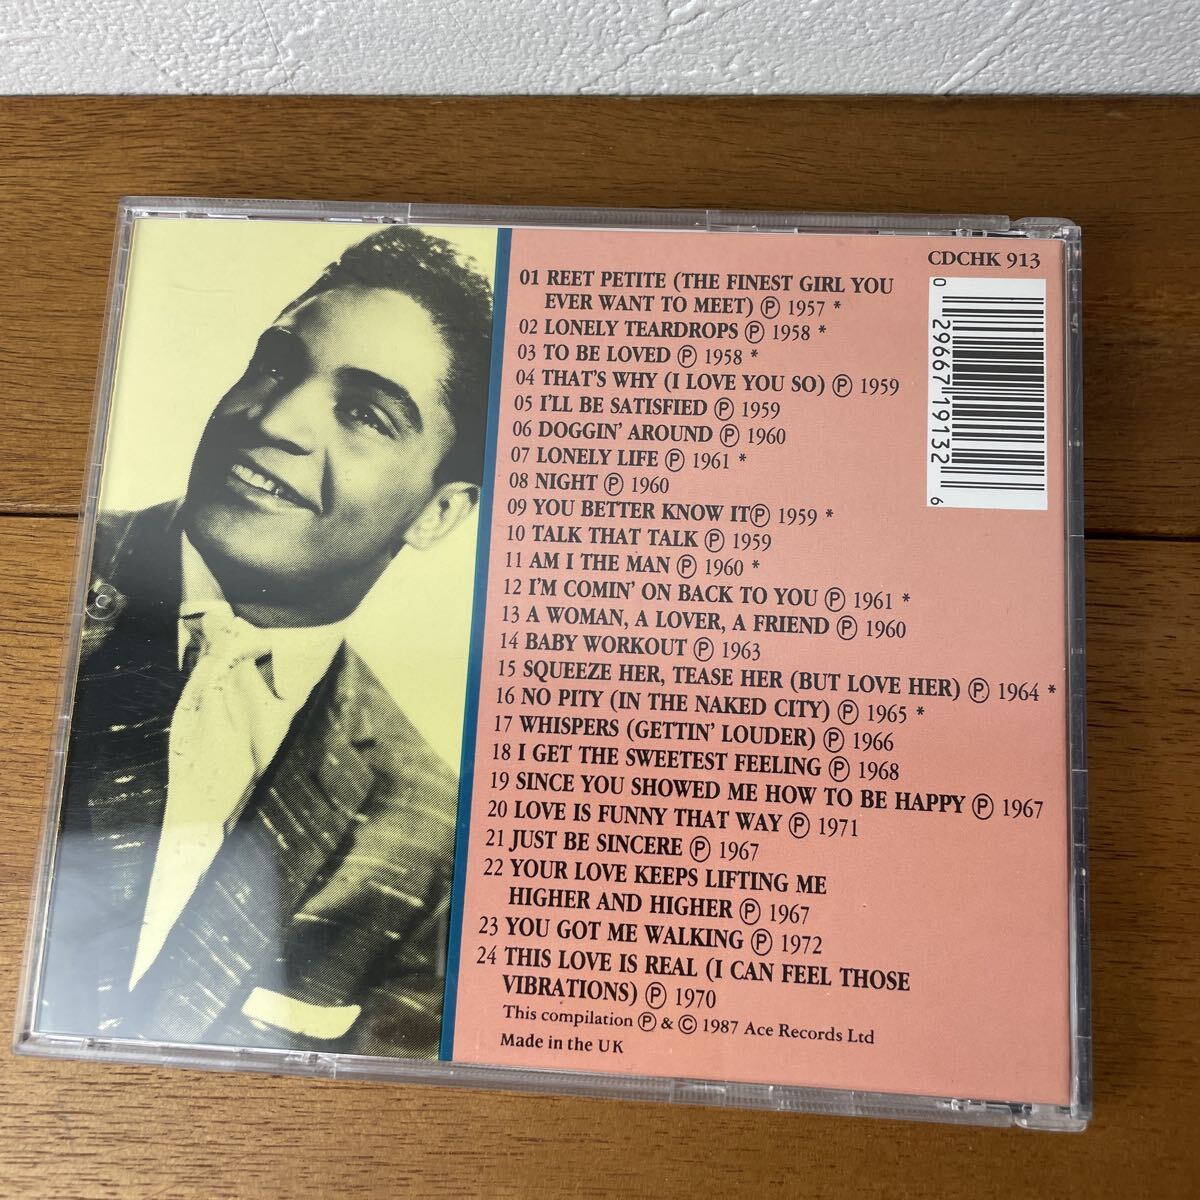 CDCHK 913
01 REET PETITE (THE FINEST GIRL YOU
EVER WANT TO MEET) Ⓟ 1957 *
02 LONELY TEARDROPS Ⓟ 1958 *
03 TO BE LOVED Ⓟ 1958 *
04 THAT'S WHY (I LOVE YOU SO) Ⓟ 1959
05 I'LL BE SATISFIED Ⓟ 1959
06 DOGGIN' AROUND Ⓟ 1960
07 LONELY LIFE Ⓟ 1961 *
08 NIGHT Ⓟ 1960
09 YOU BETTER KNOW ITⓅ 1959 *
10 TALK THAT TALK Ⓟ 1959
11 AM I THE MAN Ⓟ 1960 *
12 I'M COMIN' ON BACK TO YOU Ⓟ 1961 *
13 A WOMAN, A LOVER, A FRIEND Ⓟ 1960
14 BABY WORKOUT Ⓟ 1963
15 SQUEEZE HER, TEASE HER (BUT LOVE HER) Ⓟ 1964 *
16 NO PITY (IN THE NAKED CITY) Ⓟ 1965 *
17 WHISPERS (GETTIN' LOUDER) Ⓟ 1966
18 I GET THE SWEETEST FEELING Ⓟ 1968
19 SINCE YOU SHOWED ME HOW TO BE HAPPY Ⓟ 1967
20 LOVE IS FUNNY THAT WAY Ⓟ 1971
21 JUST BE SINCERE Ⓟ 1967
22 YOUR LOVE KEEPS LIFTING ME
HIGHER AND HIGHER Ⓟ 1967
23 YOU GOT ME WALKING Ⓟ 1972
24 THIS LOVE IS REAL (I CAN FEEL THOSE
VIBRATIONS) Ⓟ 1970
This compilation Ⓟ & © 1987 Ace Records Ltd
Made in the UK
0 29667 19132 6